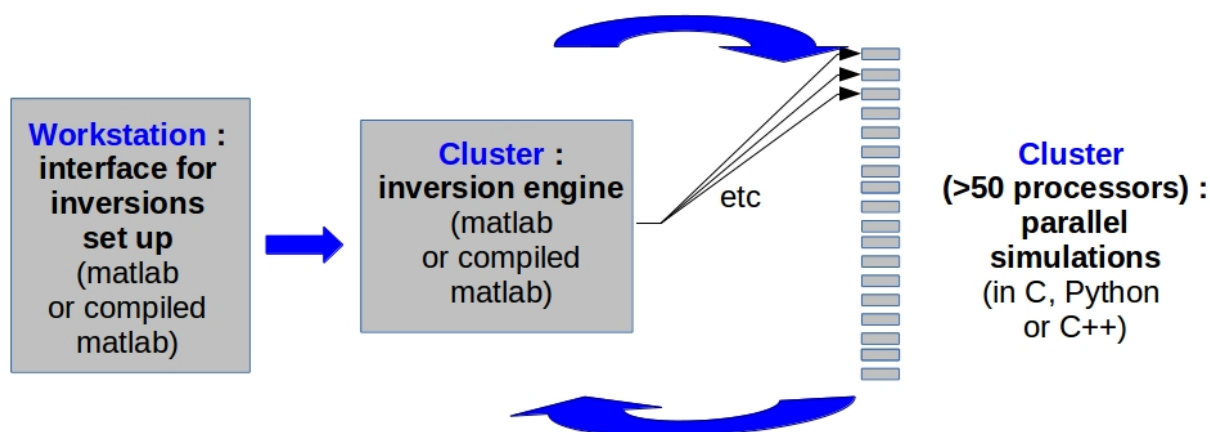 Workstation :
interface for
inversions
set up
(matlab
or compiled
matlab)
Cluster :
inversion engine
(matlab
or compiled
matlab)
etc
Cluster
(>50 processors) :
parallel
simulations
(in C, Python
or C++)